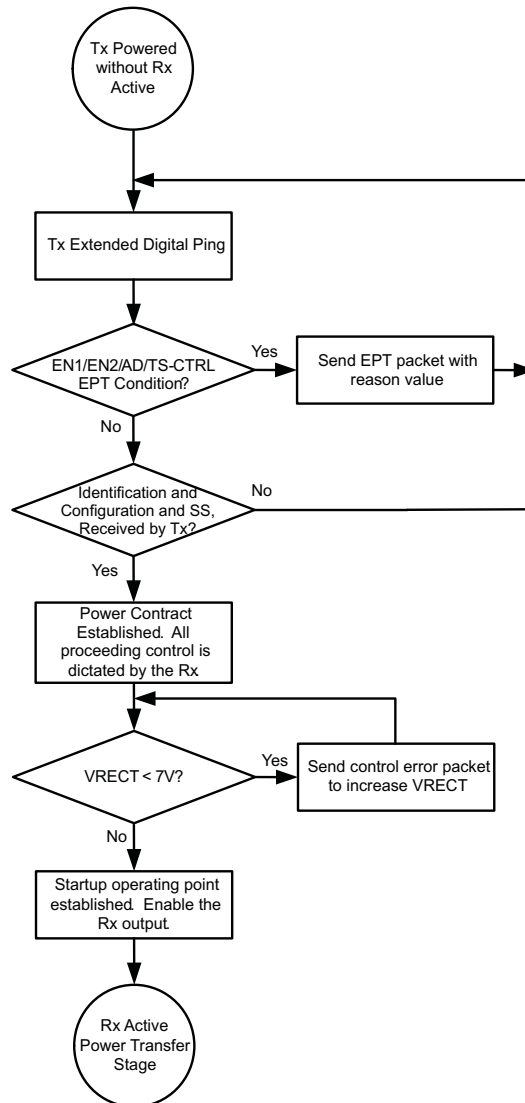 Tx Powered
without Rx
Active
Tx Extended Digital Ping
EN1/EN2/AD/TS-CTRL
EPT Condition?
Yes
Send EPT packet with
reason value
No
Identification and
Configuration and SS,
Received by Tx?
No
Yes
Power Contract
Established. All
proceeding control is
dictated by the Rx
VRECT < 7V?
Yes
Send control error packet
to increase VRECT
No
Startup operating point
established. Enable the
Rx output.
Rx Active
Power Transfer
Stage